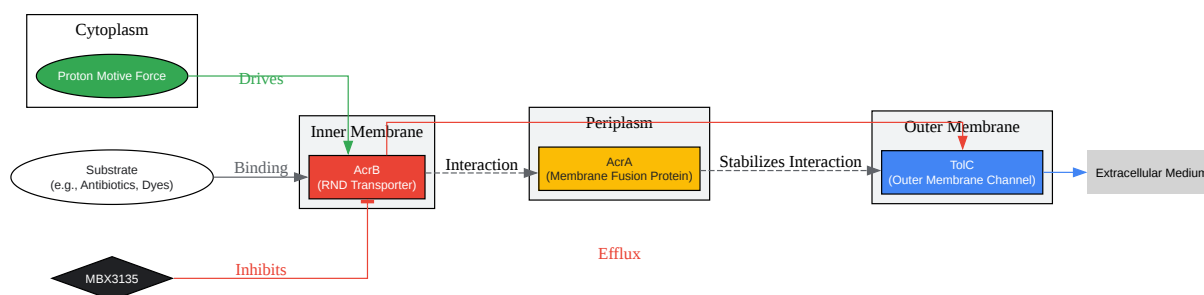 Cytoplasm
Proton Motive Force
Drives
Inner Membrane
Periplasm
Outer Membrane
Substrate
(e.g., Antibiotics, Dyes)
Binding
AcrB
(RND Transporter)
Interaction
AcrA
(Membrane Fusion Protein)
Stabilizes Interaction
TolC
(Outer Membrane Channel)
Extracellular Medium
Efflux
MBX3135
Inhibits